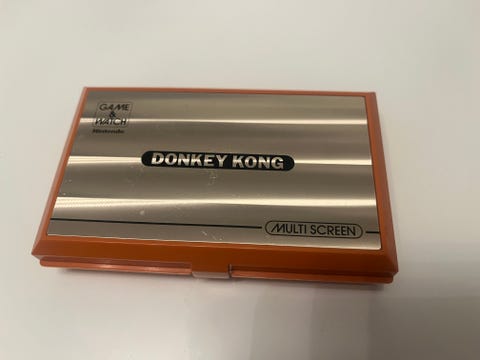 GAME
&
WATCH
Nintendo
DONKEY KONG
MULTI SCREEN